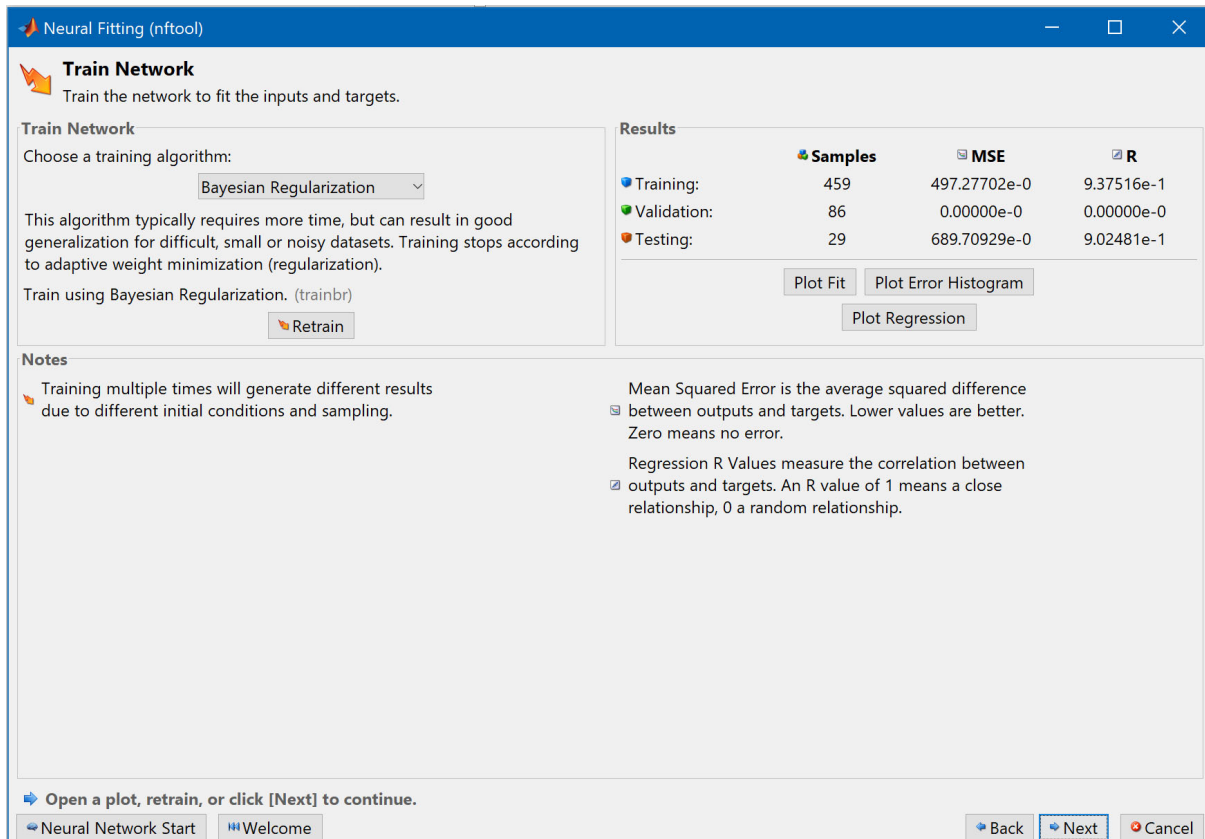 Neural Fitting (nftool)
Train Network
Train the network to fit the inputs and targets.
Train Network
Choose a training algorithm:
Bayesian Regularization
This algorithm typically requires more time, but can result in good
generalization for difficult, small or noisy datasets. Training stops according
to adaptive weight minimization (regularization).
Train using Bayesian Regularization. (trainbr)
Retrain
Results
Samples MSE R
Training: 459 497.27702e-0 9.37516e-1
Validation: 86 0.00000e-0 0.00000e-0
Testing: 29 689.70929e-0 9.02481e-1
Plot Fit Plot Error Histogram
Plot Regression
Notes
Training multiple times will generate different results
due to different initial conditions and sampling.
Mean Squared Error is the average squared difference
between outputs and targets. Lower values are better.
Zero means no error.
Regression R Values measure the correlation between
outputs and targets. An R value of 1 means a close
relationship, 0 a random relationship.
Open a plot, retrain, or click [Next] to continue.
Neural Network Start Welcome Back Next Cancel